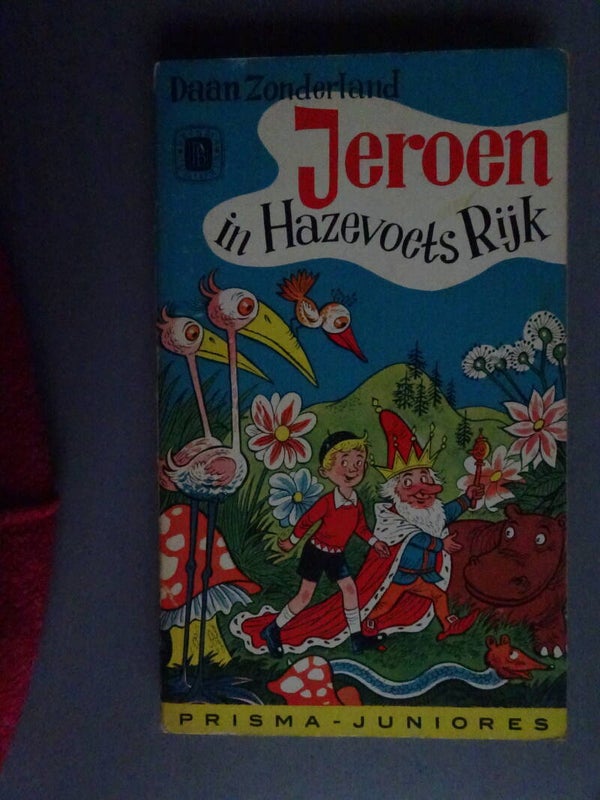 Daan Zonderland
Jeroen
in Hazevoets Rijk
PRISMA-JUNIORES